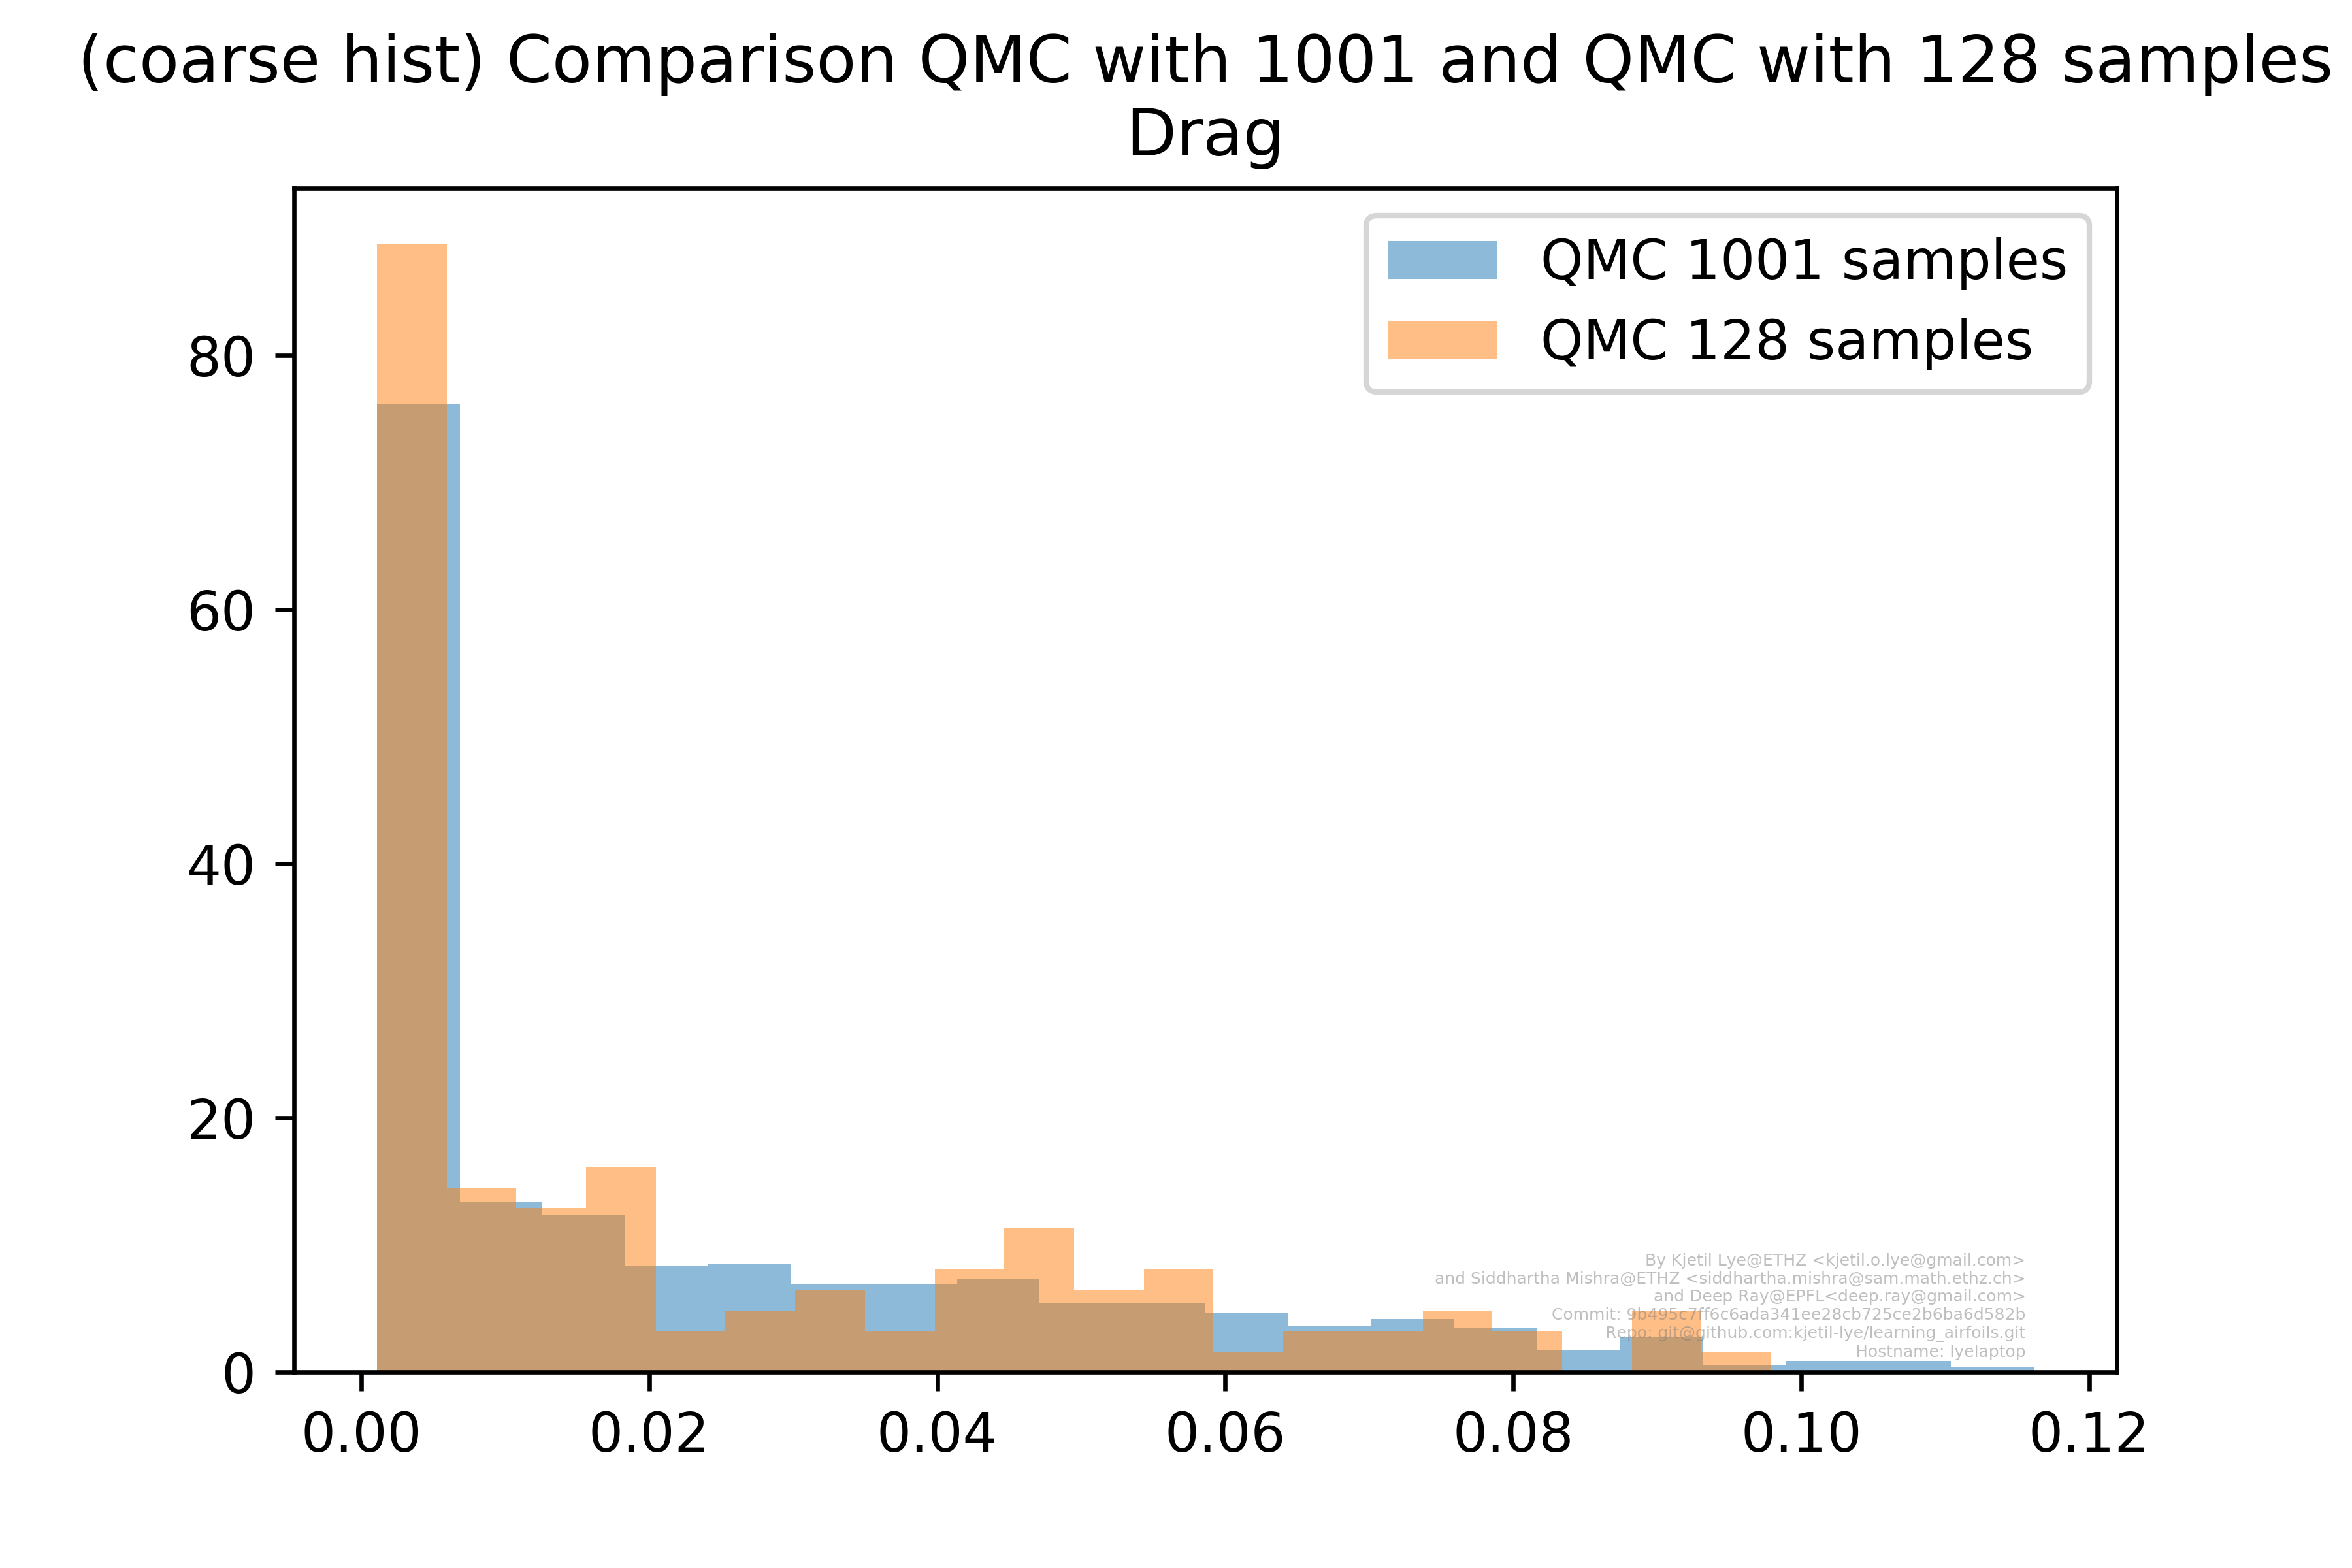 (coarse hist) Comparison QMC with 1001 and QMC with 128 samples
Drag
QMC 1001 samples
QMC 128 samples
80
60
40
20
0
By Kjetil Lye@ETHZ <kjetil.o.lye@gmail.com>
and Siddhartha Mishra@ETHZ <siddhartha.mishra@sam.math.ethz.ch>
and Deep Ray@EPFL<deep.ray@gmail.com>
Commit: 9b495c7ff6c6ada341ee28cb725ce2b6ba6d582b
Repo: git@github.com:kjetil-lye/learning_airfoils.git
Hostname: lyelaptop
0.00 0.02 0.04 0.06 0.08 0.10 0.12